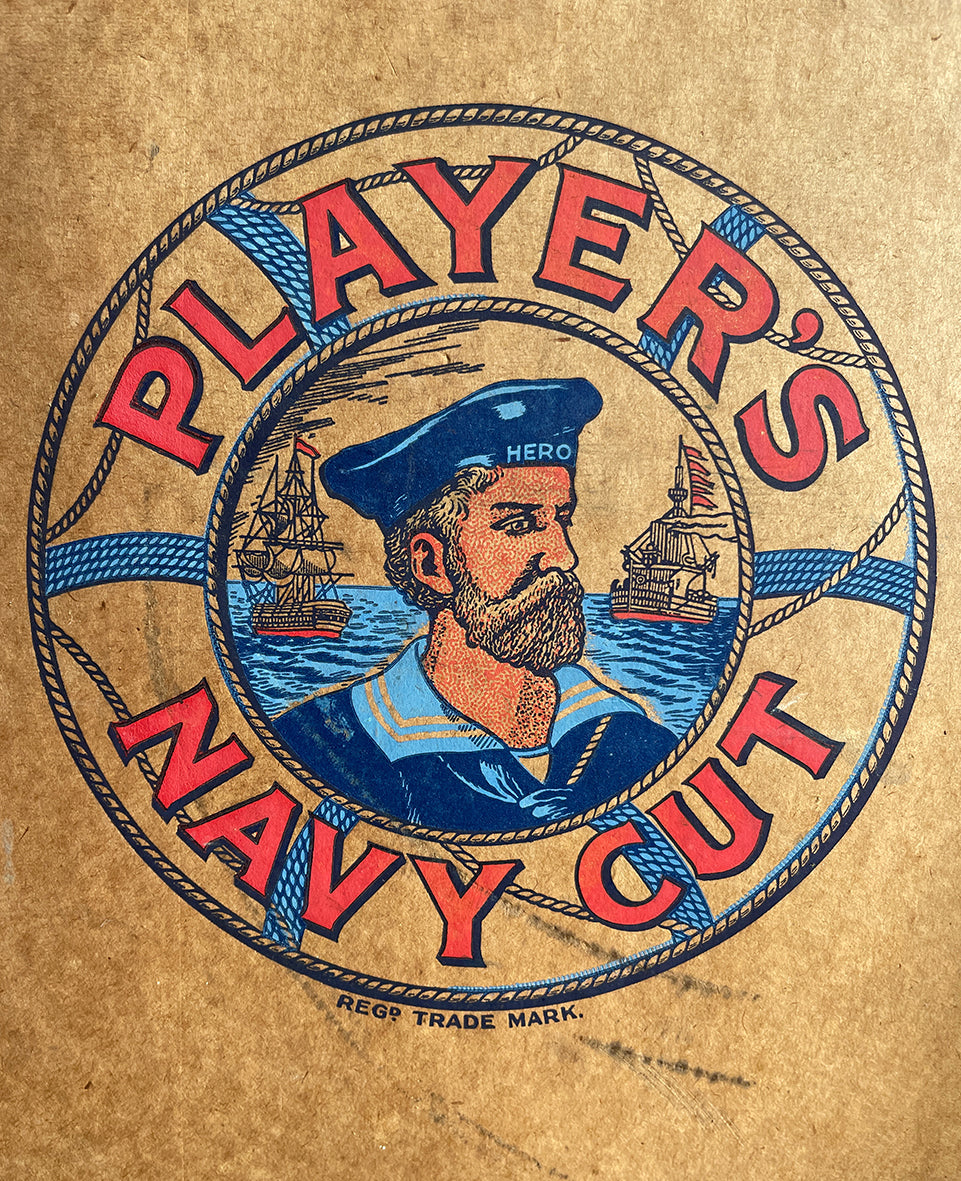 PLAYER'S
HERO
NAVY CUT
REGD. TRADE MARK.